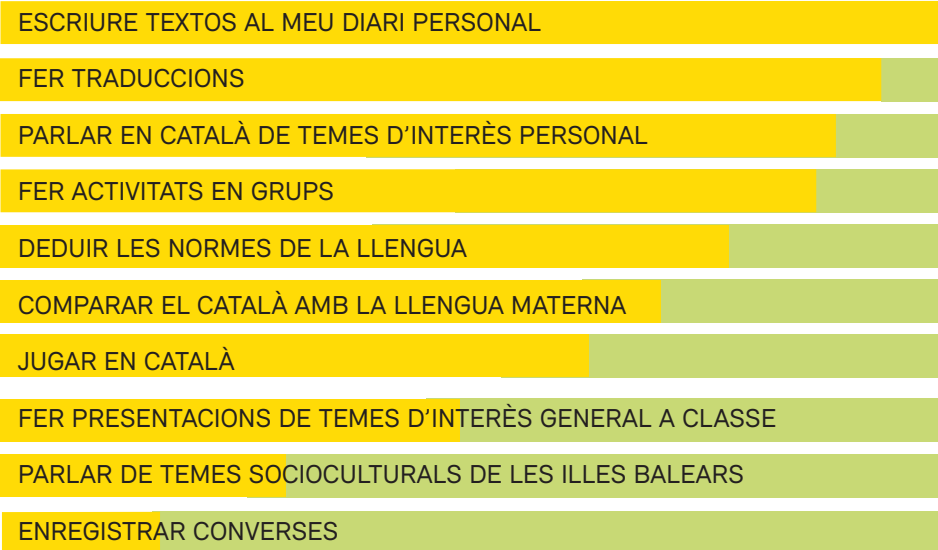 ESCRIURE TEXTOS AL MEU DIARI PERSONAL
FER TRADUCCIONS
PARLAR EN CATALÀ DE TEMES D’INTERÈS PERSONAL
FER ACTIVITATS EN GRUPS
DEDUIR LES NORMES DE LA LLENGUA
COMPARAR EL CATALÀ AMB LA LLENGUA MATERNA
JUGAR EN CATALÀ
FER PRESENTACIONS DE TEMES D’INTERÈS GENERAL A CLASSE
PARLAR DE TEMES SOCIOCULTURALS DE LES ILLES BALEARS
ENREGISTRAR CONVERSES